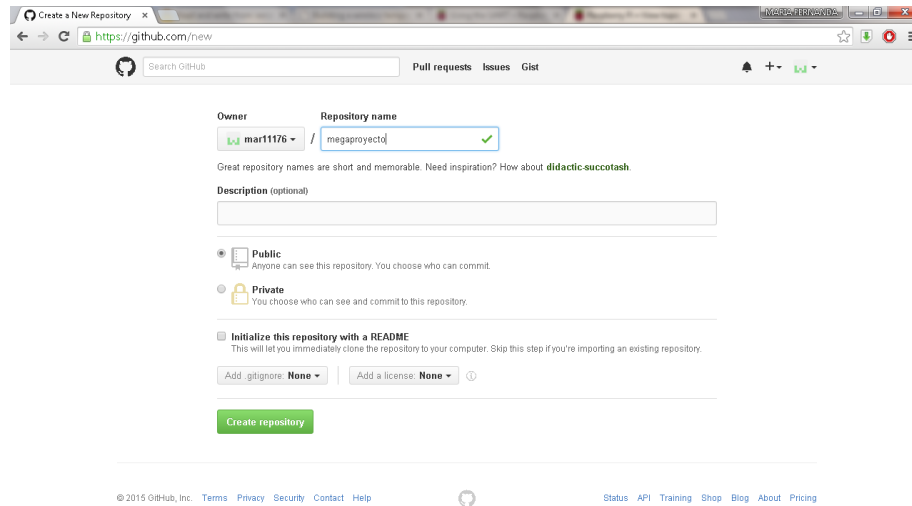 Create a New Repository
MARIA FERNANDA
https://github.com/new
Search GitHub
Pull requests Issues Gist
Owner Repository name
mar11176 / megaproyecto
Great repository names are short and memorable. Need inspiration? How about didactic-succotash.
Description (optional)
Public
Anyone can see this repository. You choose who can commit.
Private
You choose who can see and commit to this repository.
Initialize this repository with a README
This will let you immediately clone the repository to your computer. Skip this step if you're importing an existing repository.
Add .gitignore: None Add a license: None
Create repository
© 2015 GitHub, Inc. Terms Privacy Security Contact Help Status API Training Shop Blog About Pricing